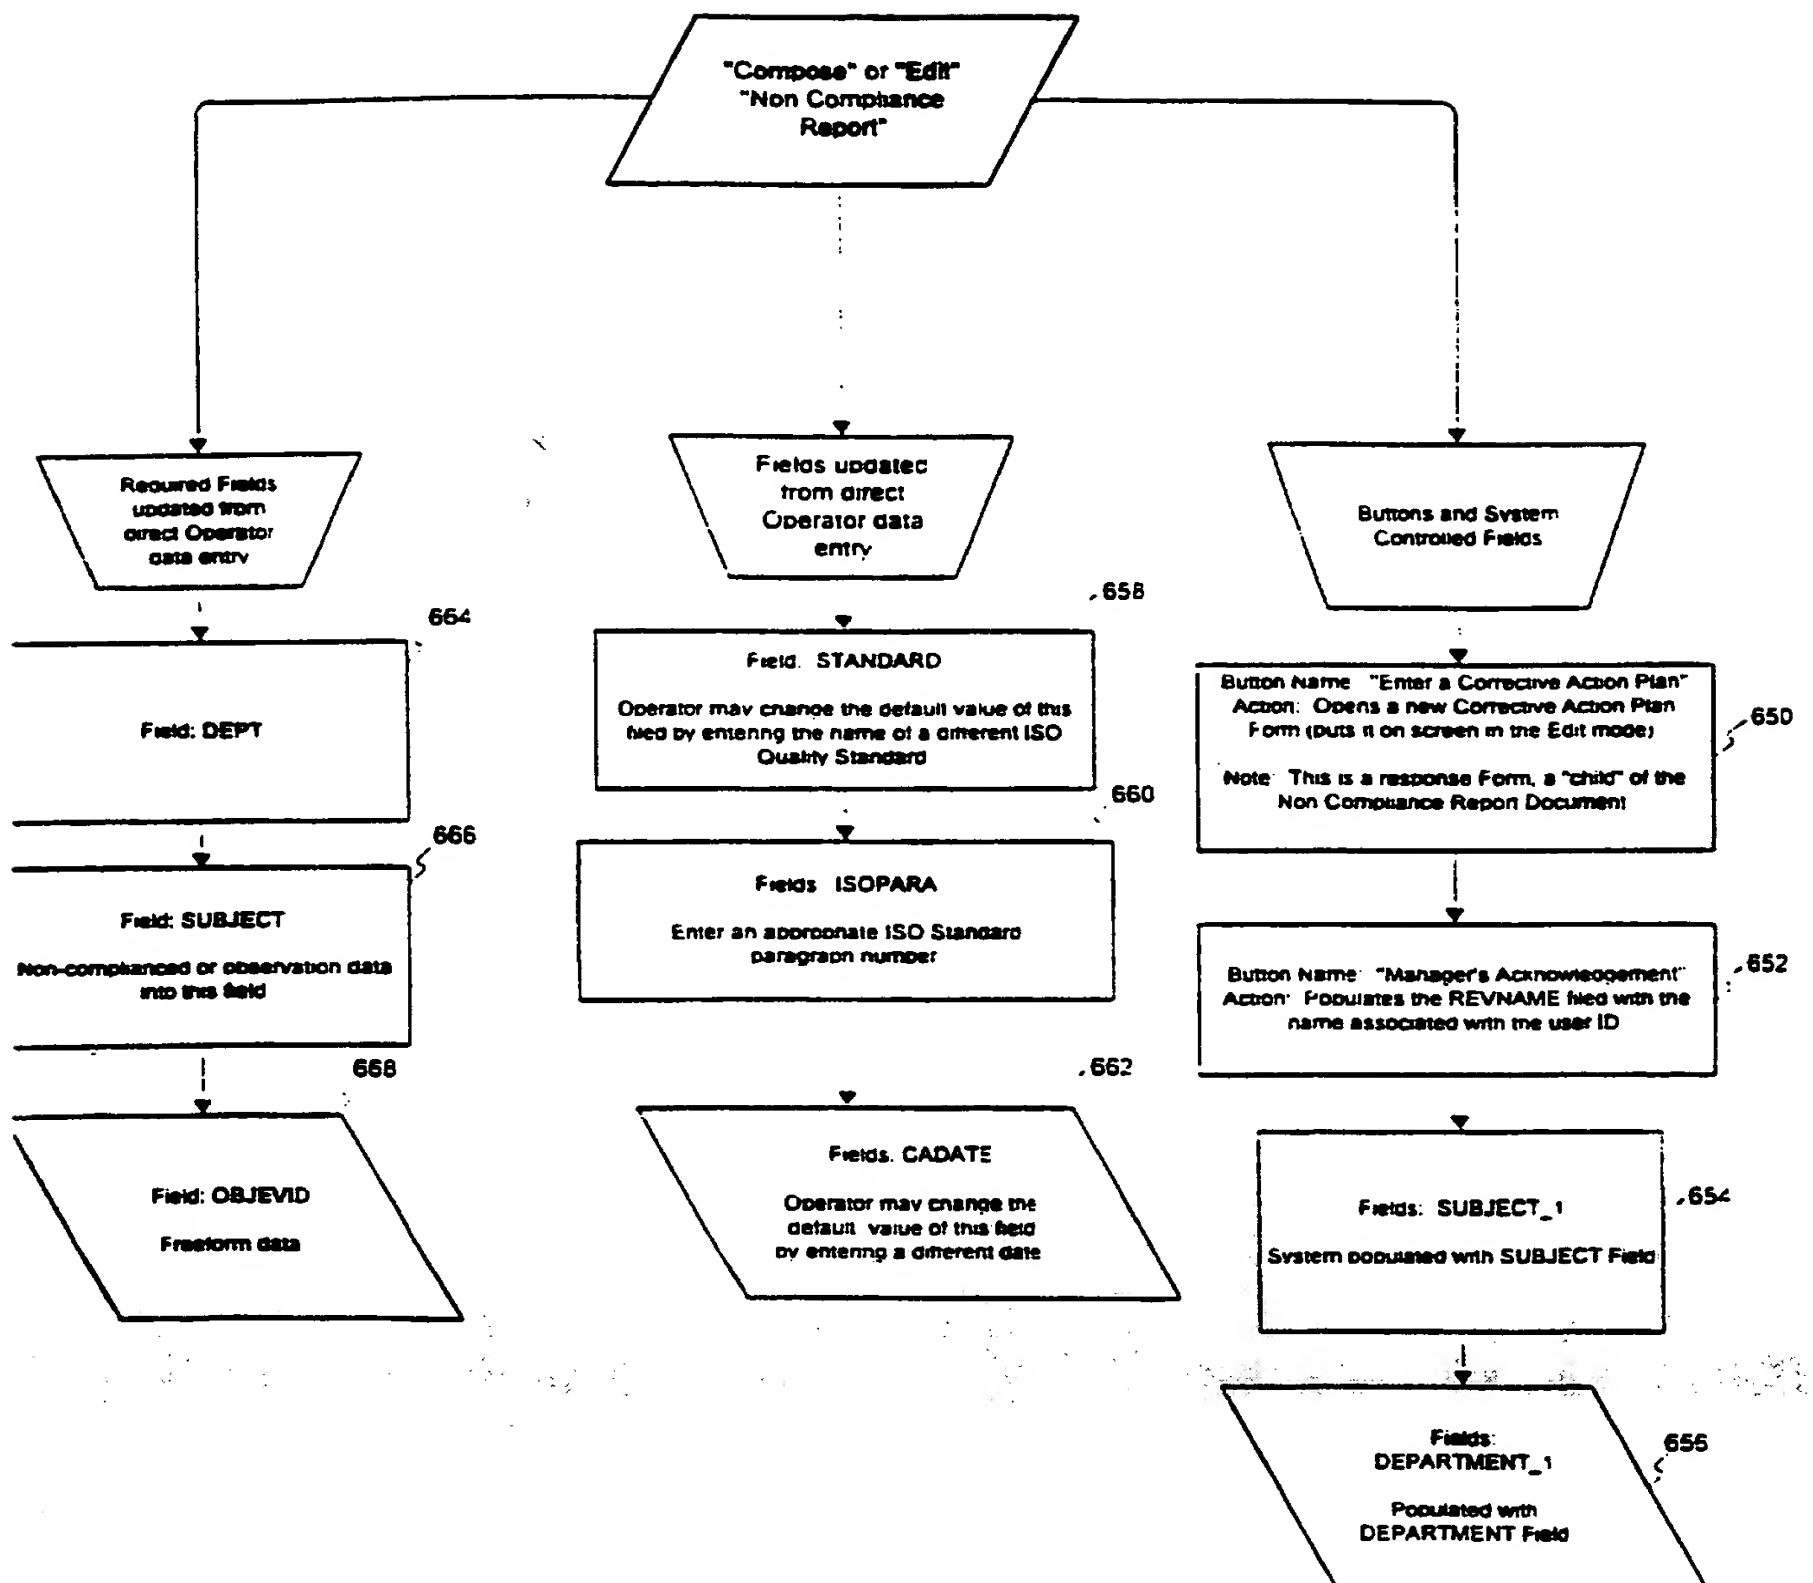 "Compose" or "Edit"
"Non Compliance
Report"
Required Fields
updated from
direct Operator
data entry
664
Field: DEPT
666
Field: SUBJECT
Non-complianced or observation data
into this field
668
Field: OBJEVID
Freeform data
Fields updated
from direct
Operator data
entry
658
Field. STANDARD
Operator may change the default value of this
filed by entering the name of a different ISO
Quality Standard
660
Fields ISOPARA
Enter an appropriate ISO Standard
paragraph number
662
Fields. CADATE
Operator may change the
default value of this field
by entering a different date
Buttons and System
Controlled Fields
650
Button Name "Enter a Corrective Action Plan"
Action: Opens a new Corrective Action Plan
Form (puts it on screen in the Edit mode)
Note: This is a response Form, a "child" of the
Non Compliance Report Document
652
Button Name: "Manager's Acknowledgement"
Action: Populates the REVNAME filed with the
name associated with the user ID
654
Fields: SUBJECT_1
System populated with SUBJECT Field
656
Fields:
DEPARTMENT_1
Populated with
DEPARTMENT Field